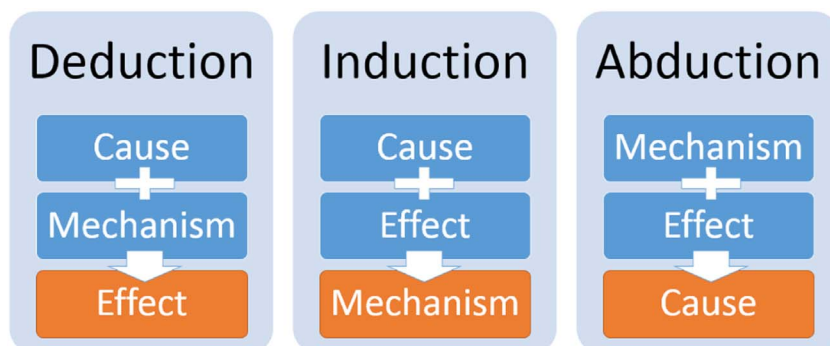 Deduction
Cause
Mechanism
Effect
Induction
Cause
Effect
Mechanism
Abduction
Mechanism
Effect
Cause